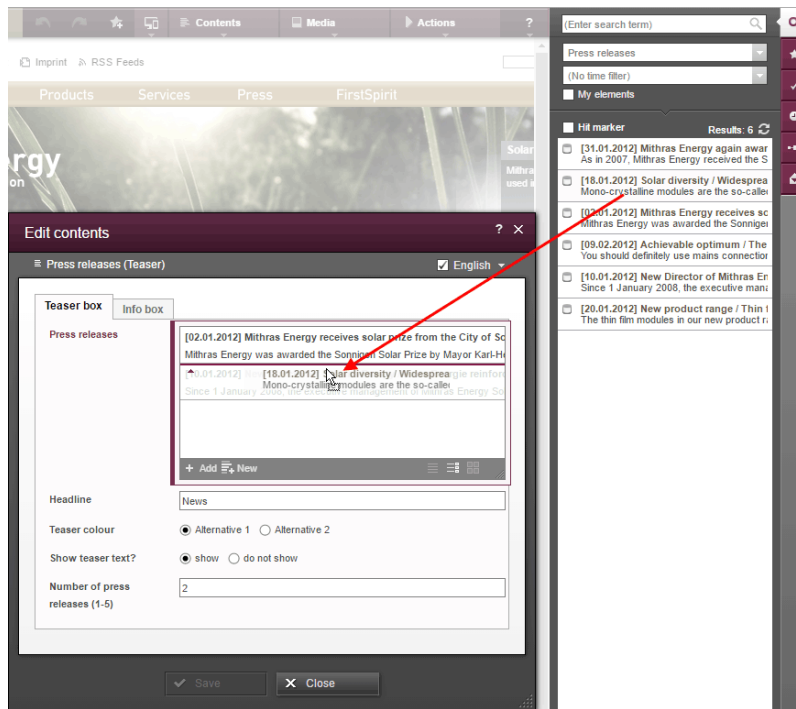 Contents
Media
Actions
?
Imprint
RSS Feeds
Products
Services
Press
FirstSpirit
rgy
on
Solar
Mithra
used i
Edit contents
?
Press releases (Teaser)
English
Teaser box
Info box
Press releases
[02.01.2012] Mithras Energy receives solar prize from the City of So
Mithras Energy was awarded the Sonnigen Solar Prize by Mayor Karl-He
[18.01.2012] Solar diversity / Widesprea
Mono-crystalline modules are the so-calle
Since 1 January 2008, the executive management of Mithras Energy So
Add
New
Headline
News
Teaser colour
Alternative 1
Alternative 2
Show teaser text?
show
do not show
Number of press
releases (1-5)
2
Save
Close
(Enter search term)
Press releases
(No time filter)
My elements
Hit marker
Results: 6
[31.01.2012] Mithras Energy again awar
As in 2007, Mithras Energy received the S
[18.01.2012] Solar diversity / Widesprea
Mono-crystalline modules are the so-calle
[02.01.2012] Mithras Energy receives so
Mithras Energy was awarded the Sonniger
[09.02.2012] Achievable optimum / The
You should definitely use mains connection
[10.01.2012] New Director of Mithras En
Since 1 January 2008, the executive mana
[20.01.2012] New product range / Thin f
The thin film modules in our new product ra